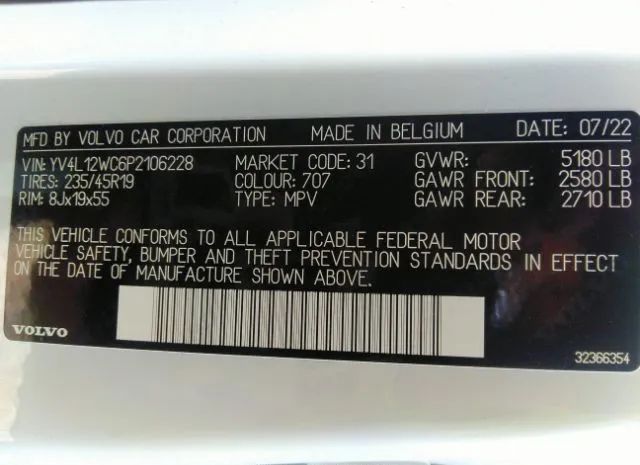 MFD BY VOLVO CAR CORPORATION MADE IN BELGIUM DATE: 07/22
VIN: YV4L12WC6P2106228 MARKET CODE: 31 GVWR: 5180 LB
TIRES: 235/45R19 COLOUR: 707 GAWR FRONT: 2580 LB
RIM: 8Jx19x55 TYPE: MPV GAWR REAR: 2710 LB
THIS VEHICLE CONFORMS TO ALL APPLICABLE FEDERAL MOTOR
VEHICLE SAFETY, BUMPER AND THEFT PREVENTION STANDARDS IN EFFECT
ON THE DATE OF MANUFACTURE SHOWN ABOVE.
VOLVO
32366354